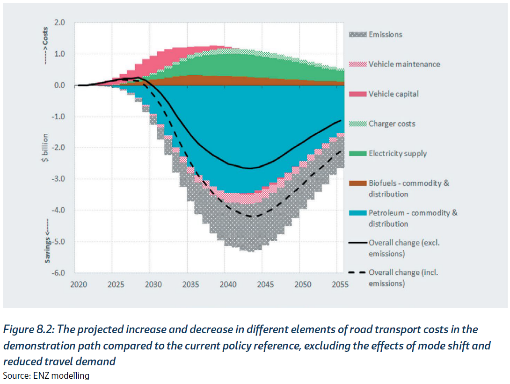 2.0
1.0
0.0
-1.0
-2.0
-3.0
-4.0
-5.0
-6.0
-----> Costs
$ billion
Savings <-----
2020 2025 2030 2035 2040 2045 2050 2055
Emissions
Vehicle maintenance
Vehicle capital
Charger costs
Electricity supply
Biofuels - commodity &
distribution
Petroleum - commodity &
distribution
Overall change (excl.
emissions)
Overall change (incl.
emissions)
Figure 8.2: The projected increase and decrease in different elements of road transport costs in the
demonstration path compared to the current policy reference, excluding the effects of mode shift and
reduced travel demand
Source: ENZ modelling